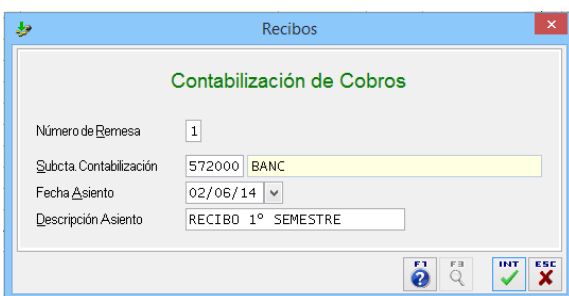 Recibos
Contabilización de Cobros
Número de Remesa 1
Subcta. Contabilización 572000 BANC
Fecha Asiento 02/06/14
Descripción Asiento RECIBO 1º SEMESTRE
F1 F3 INT ESC